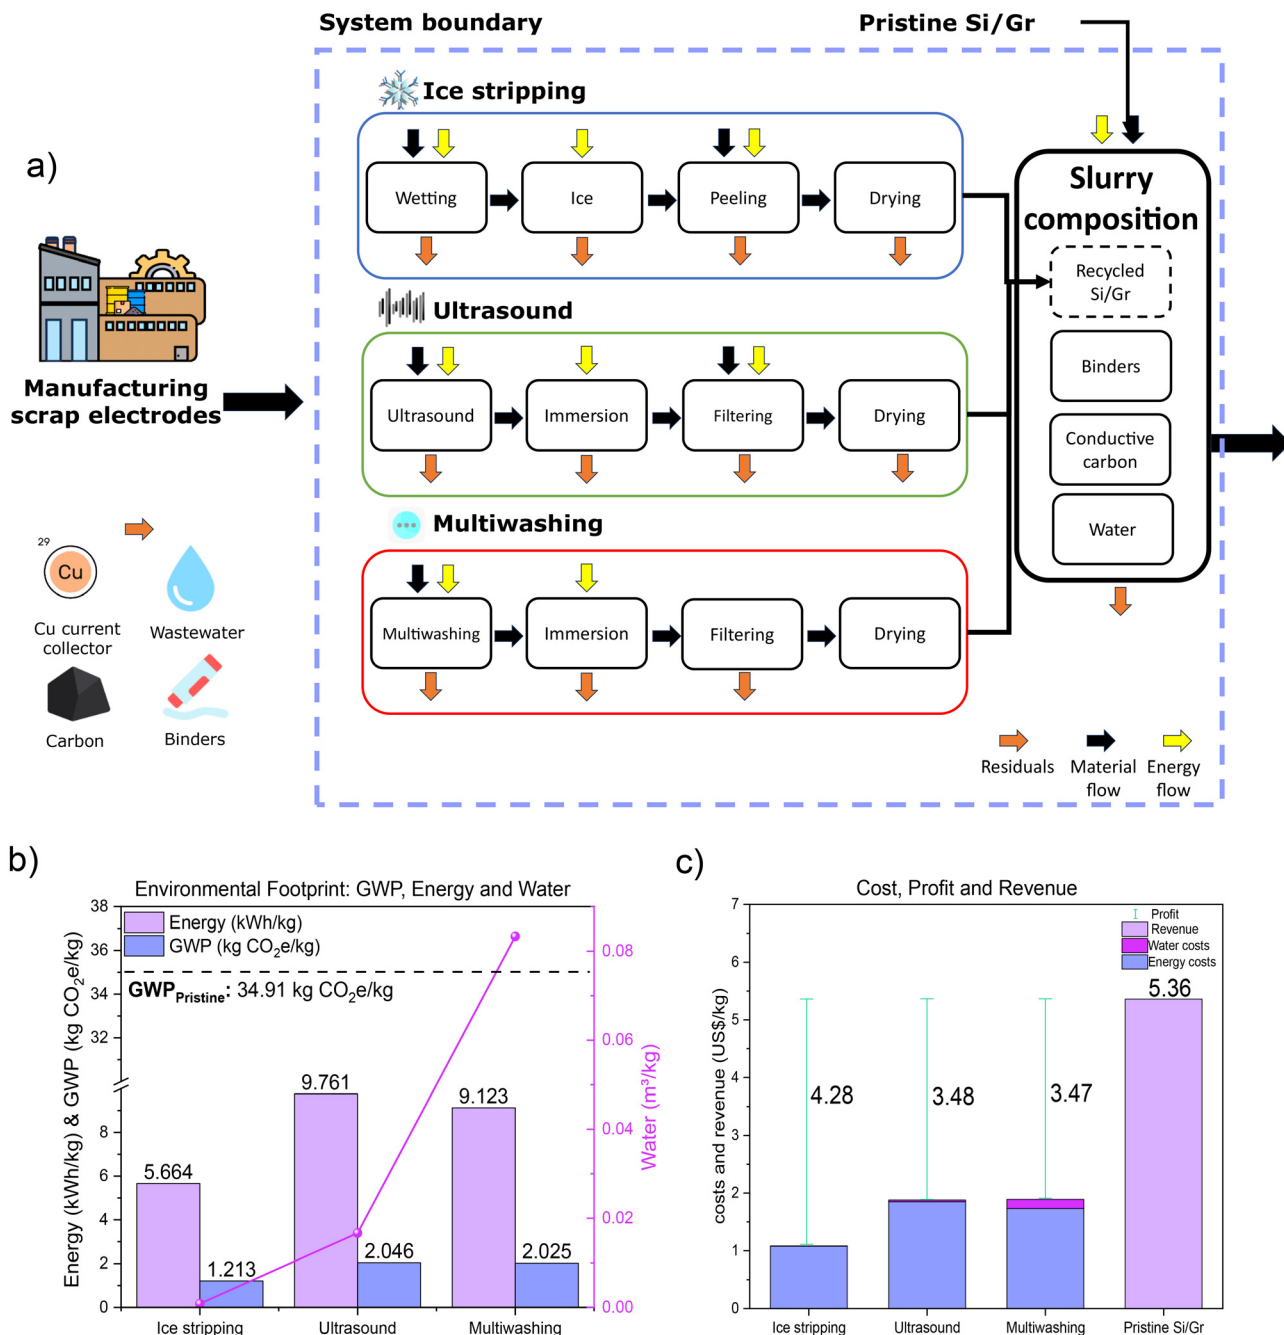 System boundary
Pristine Si/Gr
a)
Ice stripping
Wetting
Ice
Peeling
Drying
Slurry
composition
Recycled
Si/Gr
Binders
Conductive
carbon
Water
Manufacturing
scrap electrodes
Ultrasound
Ultrasound
Immersion
Filtering
Drying
Multiwashing
Multiwashing
Immersion
Filtering
Drying
29
Cu
Cu current
collector
Wastewater
Carbon
Binders
Residuals
Material
flow
Energy
flow
b)
Environmental Footprint: GWP, Energy and Water
Energy (kWh/kg)
GWP (kg CO₂e/kg)
GWP_Pristine: 34.91 kg CO₂e/kg
Energy (kWh/kg) & GWP (kg CO₂e/kg)
38
36
34
32
8
6
4
2
0
5.664
1.213
9.761
2.046
9.123
2.025
0.08
0.06
0.04
0.02
0.00
Water (m³/kg)
Ice stripping
Ultrasound
Multiwashing
c)
Cost, Profit and Revenue
Profit
Revenue
Water costs
Energy costs
costs and revenue (US$/kg)
7
6
5
4
3
2
1
0
4.28
3.48
3.47
5.36
Ice stripping
Ultrasound
Multiwashing
Pristine Si/Gr